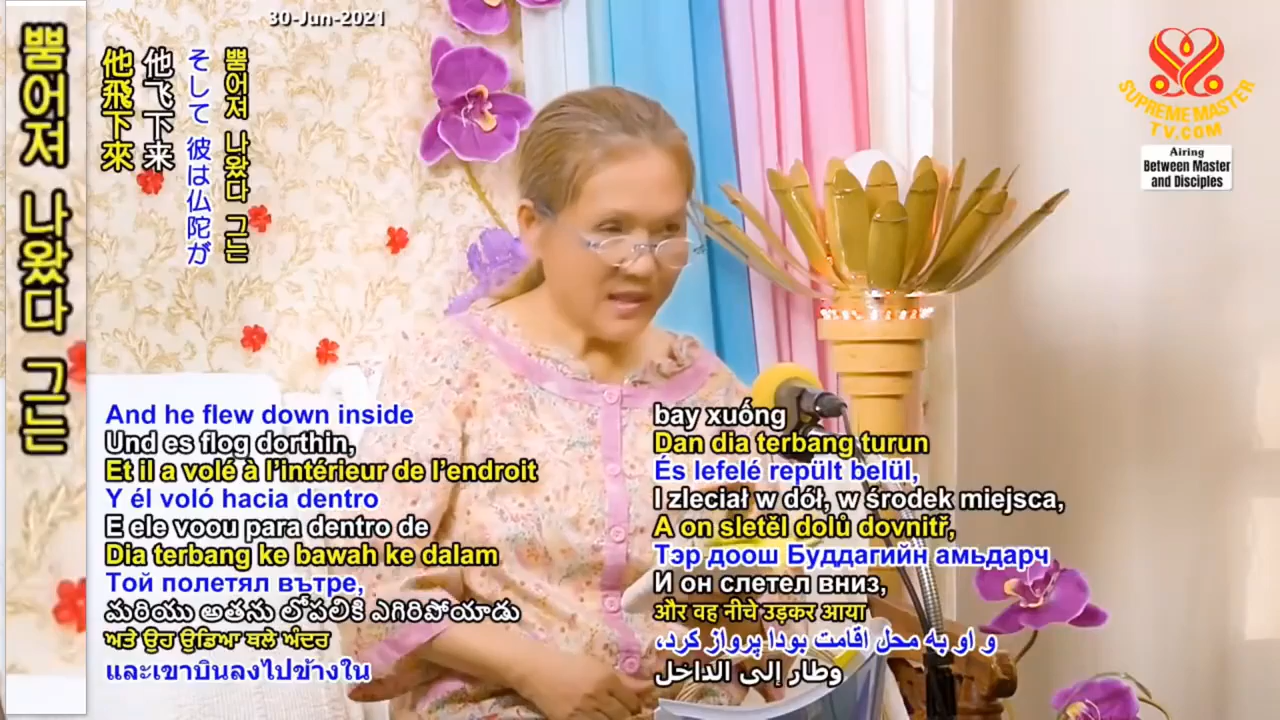 30-Jun-2021
뿜어져 나왔다 그는
뿜어져 나왔다 그는
そして 彼は仏陀が
他飞下来
他飛下來
SUPREME MASTER
TV.COM
Airing
Between Master
and Disciples
And he flew down inside
Und es flog dorthin,
Et il a volé à l'intérieur de l'endroit
Y él voló hacia dentro
E ele voou para dentro de
Dia terbang ke bawah ke dalam
Той полетял вътре,
మరియు అతను లోపలికి ఎగిరిపోయాడు
ਅਤੇ ਉਹ ਉਡਿਆ ਥਲੇ ਅੰਦਰ
และเขาบินลงไปข้างใน
bay xuống
Dan dia terbang turun
És lefelé repült belül,
I zleciał w dół, w środek miejsca,
A on sletěl dolů dovnitř,
Тэр доош Буддагийн амьдарч
И он слетел вниз,
और वह नीचे उड़कर आया
و او به محل اقامت بودا پرواز کرد،
وطار إلى الداخل